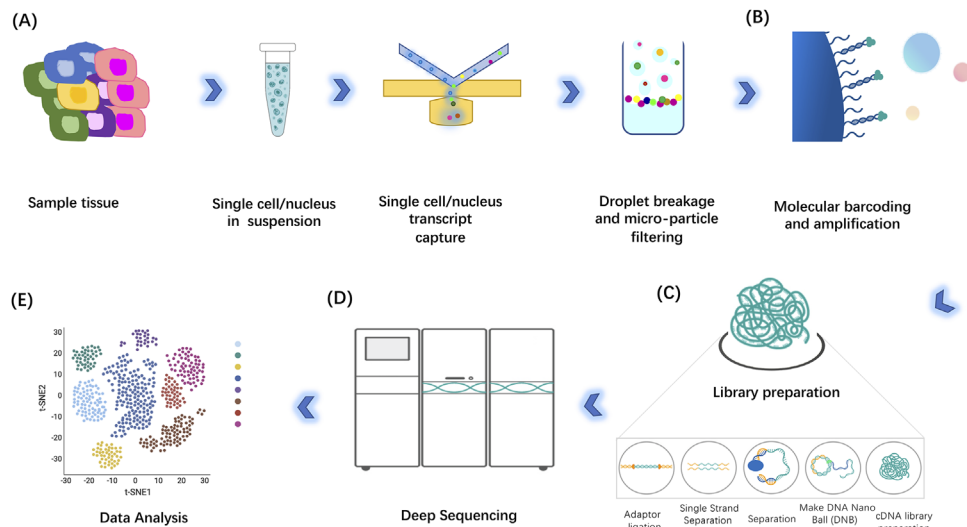 (A)
(B)
Sample tissue
Single cell/nucleus
in suspension
Single cell/nucleus
transcript
capture
Droplet breakage
and micro-particle
filtering
Molecular barcoding
and amplification
(E)
(D)
(C)
30
20
10
0
-10
-20
-30
t-SNE2
-30
-20
-10
0
10
20
30
t-SNE1
Data Analysis
Deep Sequencing
Library preparation
Adaptor
ligation
Single Strand
Separation
Separation
Make DNA Nano
Ball (DNB)
cDNA library
preparation